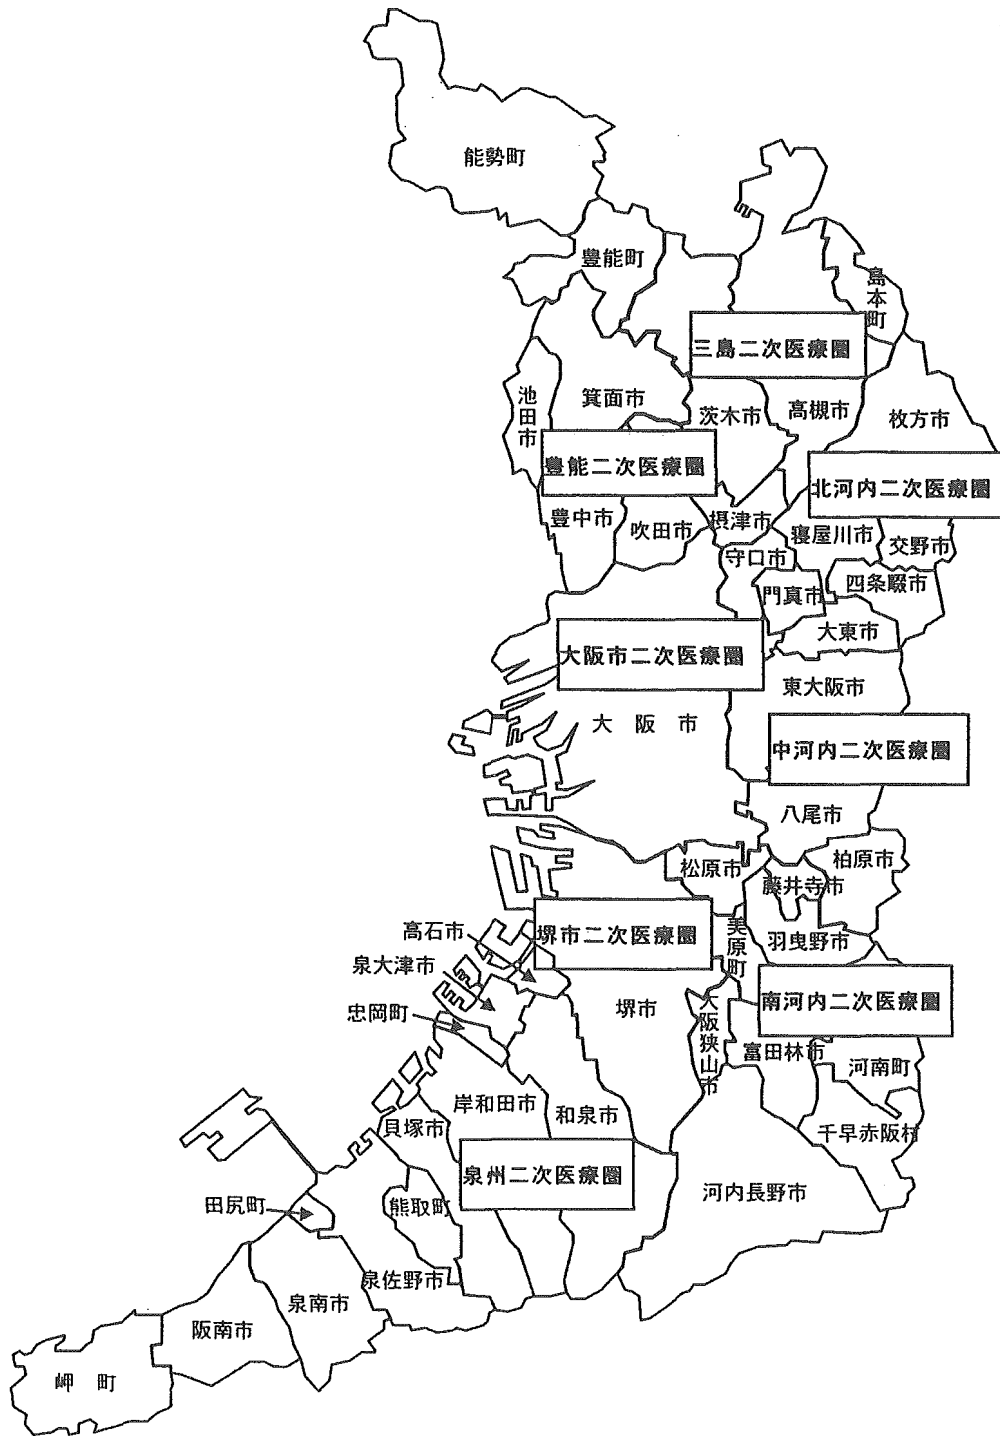 能勢町
豊能町
島本町
三島二次医療圏
池田市
箕面市
茨木市
高槻市
枚方市
豊能二次医療圏
北河内二次医療圏
豊中市
吹田市
摂津市
寝屋川市
交野市
守口市
門真市
四条畷市
大東市
大阪市二次医療圏
東大阪市
大阪市
中河内二次医療圏
八尾市
松原市
柏原市
藤井寺市
高石市
堺市二次医療圏
美原町
羽曳野市
泉大津市
忠岡町
堺市
大阪狭山市
南河内二次医療圏
富田林市
河南町
岸和田市
和泉市
貝塚市
千早赤阪村
泉州二次医療圏
河内長野市
田尻町
熊取町
泉佐野市
泉南市
阪南市
岬町